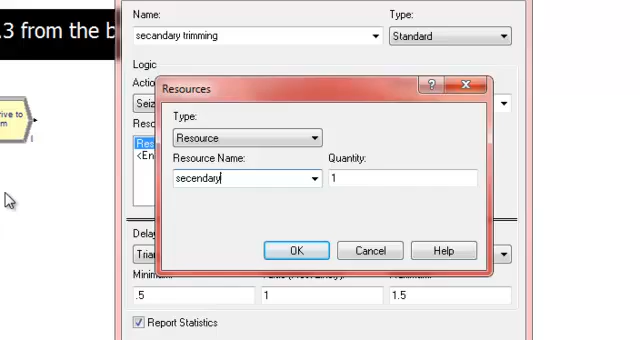 Name:
Type:
.3 from the b
secandary trimming
Standard
Logic
Resources
Type:
Resource
Resource Name:
Quantity:
secendary
1
OK
Cancel
Help
.5
1
1.5
Report Statistics